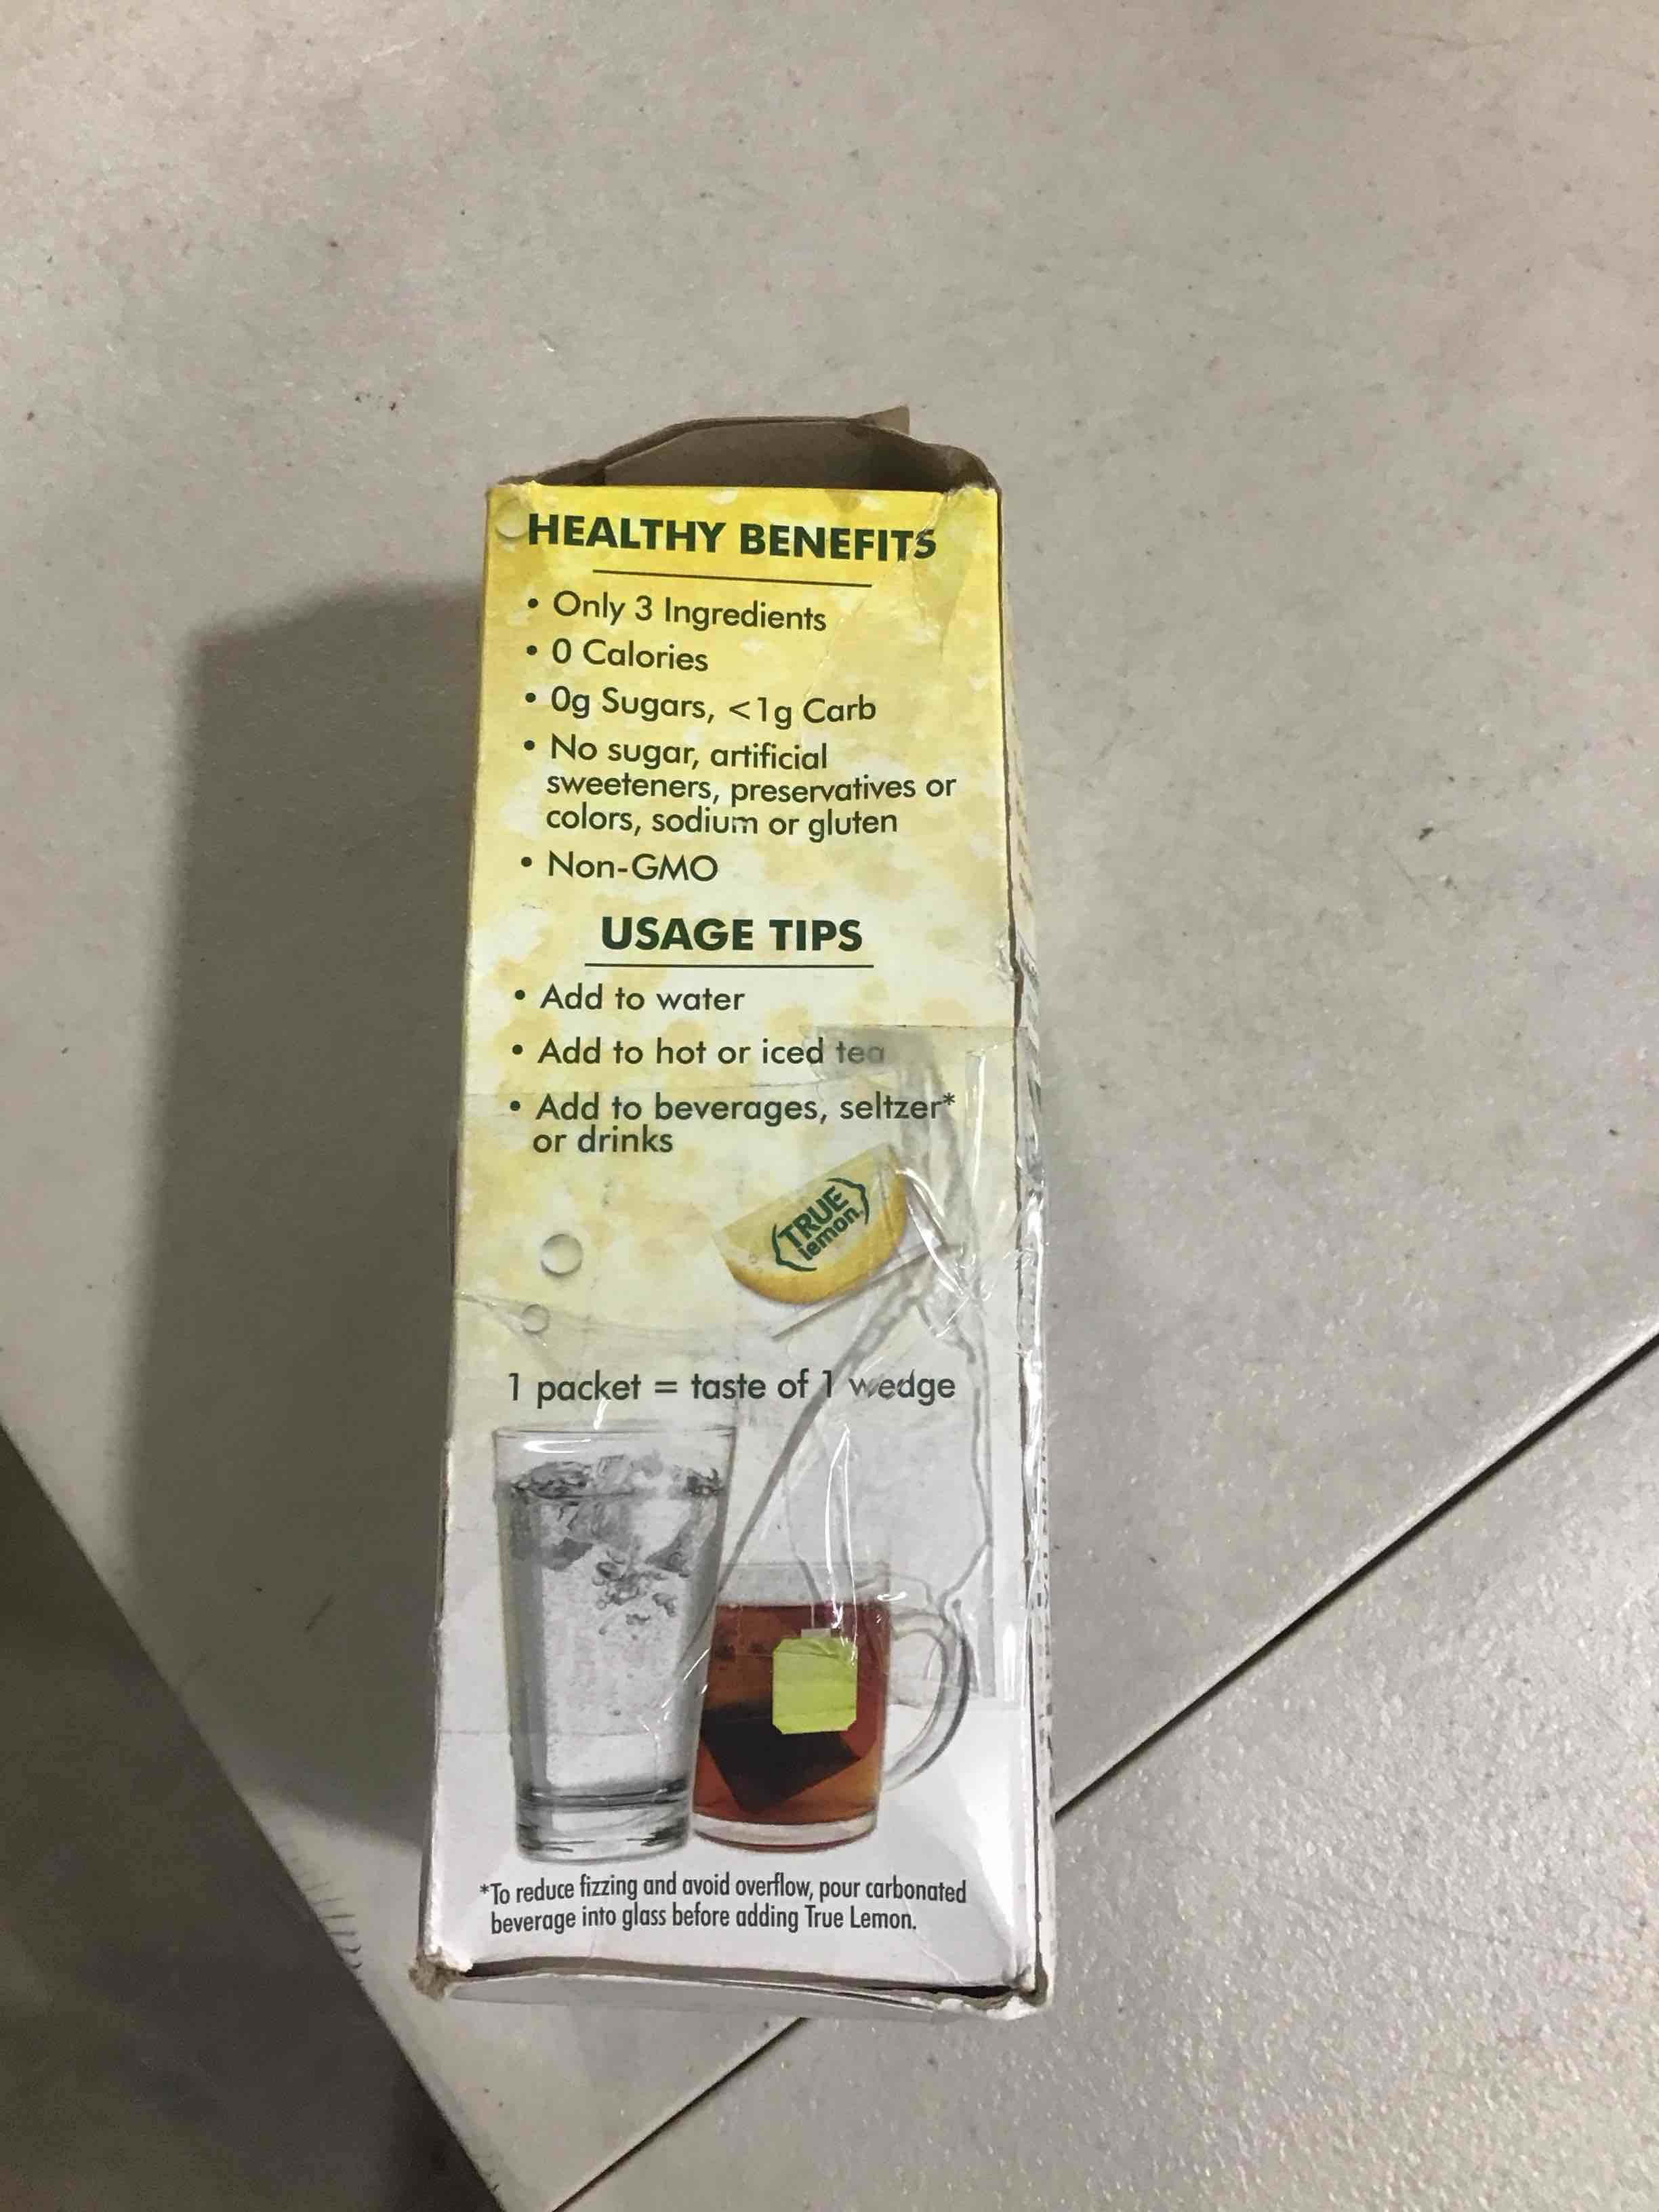 HEALTHY BENEFITS
• Only 3 Ingredients
• 0 Calories
• 0g Sugars, <1g Carb
• No sugar, artificial
sweeteners, preservatives or
colors, sodium or gluten
• Non-GMO
USAGE TIPS
• Add to water
• Add to hot or iced tea
• Add to beverages, seltzer*
or drinks
TRUE
lemon
1 packet = taste of 1 wedge
*To reduce fizzing and avoid overflow, pour carbonated
beverage into glass before adding True Lemon.